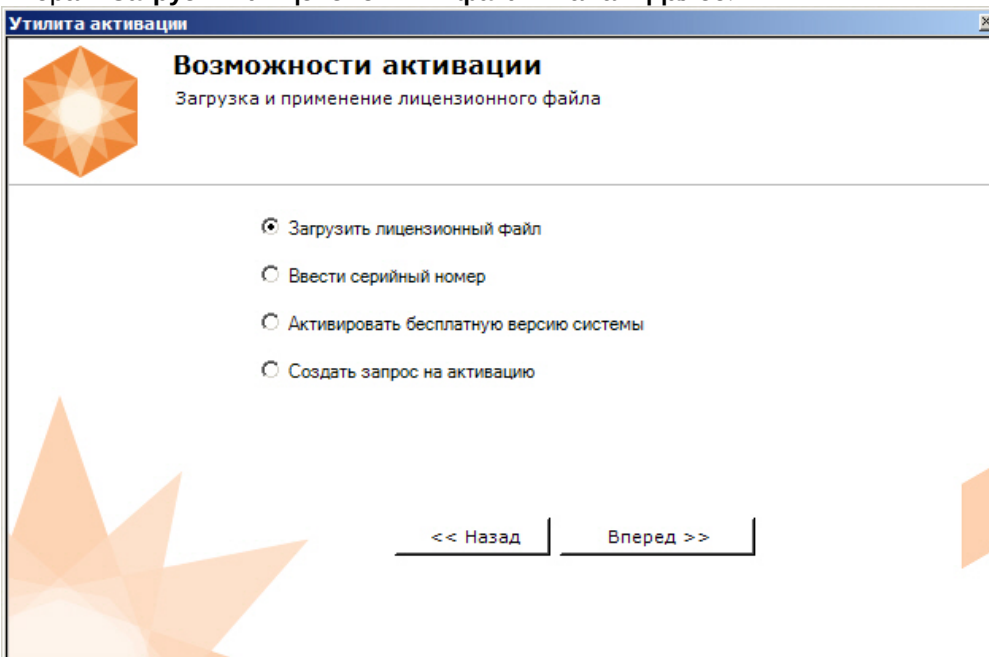 Утилита активации
Возможности активации
Загрузка и применение лицензионного файла
Загрузить лицензионный файл
Ввести серийный номер
Активировать бесплатную версию системы
Создать запрос на активацию
<< Назад
Вперед >>